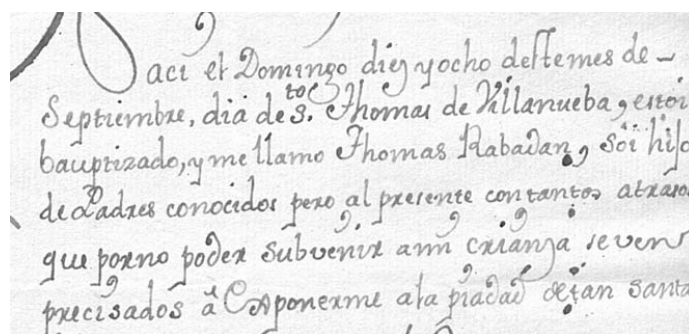 Naci el Domingo diez y ocho deste mes de
Septiembre, dia de sto. Thomas de Villanueba, y estoi
bauptizado, y me llamo Thomas Rabadan, y soi hijo
de Padres conocidos pero al presente con tantos atraso
que por no poder subvenir a mi crianza se ven
precisados â Exponerme a la piadad de tan santa